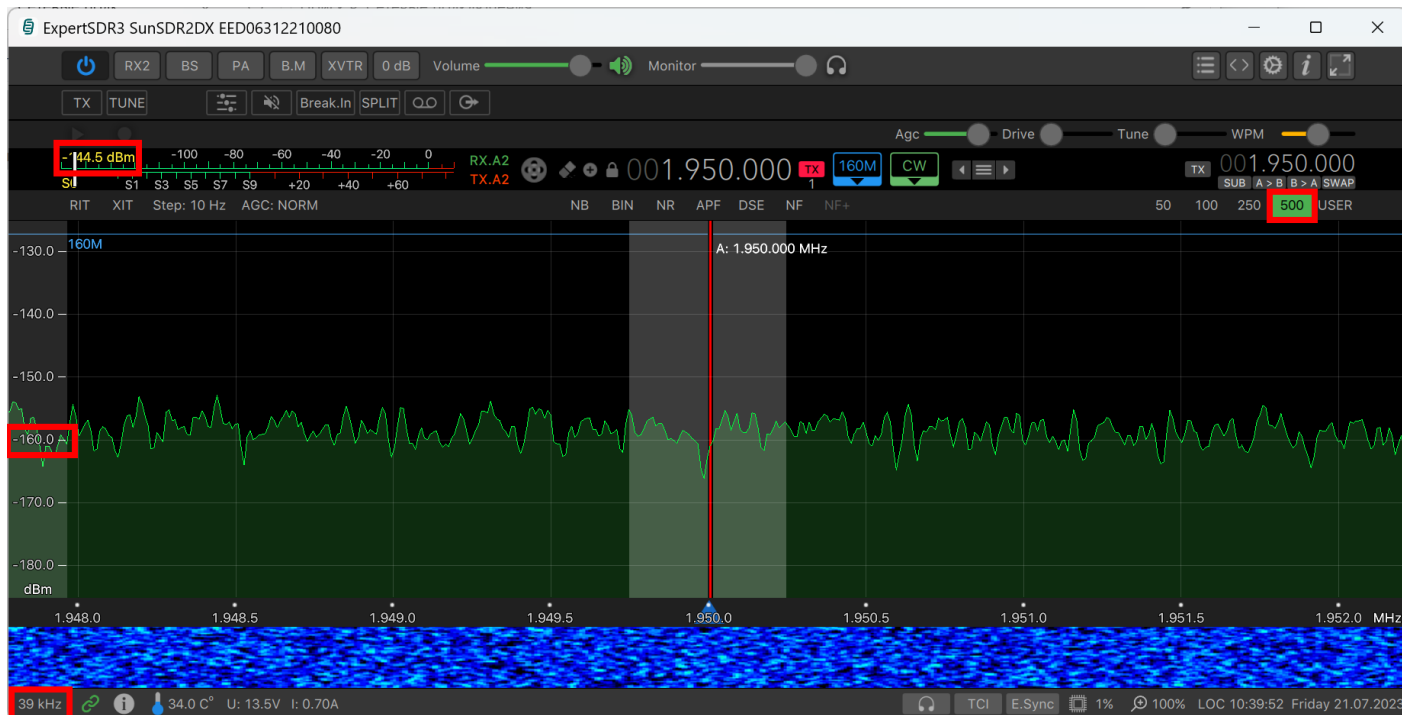 ExpertSDR3 SunSDR2DX EED06312210080
RX2 BS PA B.M XVTR 0 dB Volume Monitor
TX TUNE Break.In SPLIT
Agc Drive Tune WPM
-144.5 dBm -100 -80 -60 -40 -20 0 RX.A2 001.950.000 TX 160M CW TX 001.950.000
S1 S3 S5 S7 S9 +20 +40 +60 TX.A2 1 SUB A > B B > A SWAP
RIT XIT Step: 10 Hz AGC: NORM NB BIN NR APF DSE NF NF+ 50 100 250 500 USER
160M
A: 1.950.000 MHz
-130.0
-140.0
-150.0
-160.0
-170.0
-180.0
dBm
1.948.0 1.948.5 1.949.0 1.949.5 1.950.0 1.950.5 1.951.0 1.951.5 1.952.0 MHz
39 kHz 34.0 C° U: 13.5V I: 0.70A TCI E.Sync 1% 100% LOC 10:39:52 Friday 21.07.2023